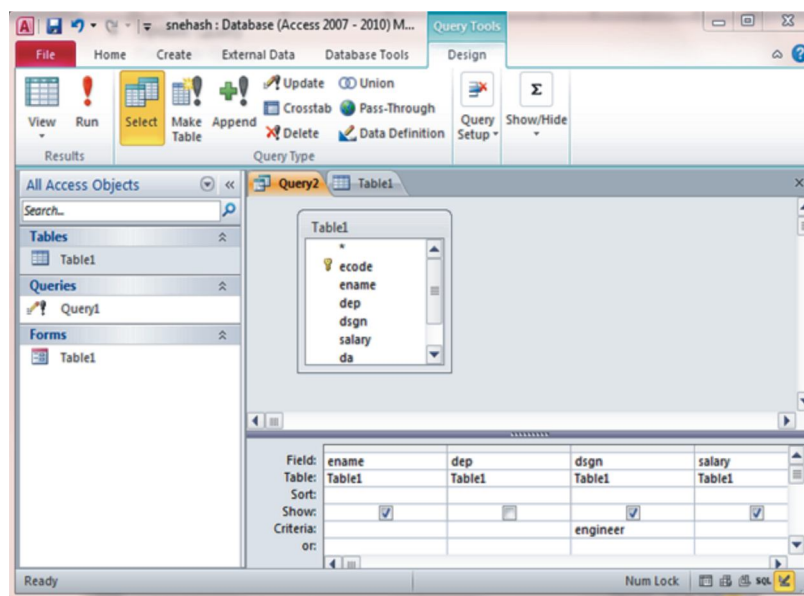 snehash : Database (Access 2007 - 2010) M... Query Tools
File Home Create External Data Database Tools Design
View Run Select Make Table Append
Update Union
Crosstab Pass-Through
Delete Data Definition
Query Setup Show/Hide
Results Query Type
All Access Objects
Query2 Table1
Search...
Tables
Table1
Queries
Query1
Forms
Table1
Table1
*
ecode
ename
dep
dsgn
salary
da
Field: ename dep dsgn salary
Table: Table1 Table1 Table1 Table1
Sort:
Show:
Criteria: engineer
or:
Ready Num Lock SQL